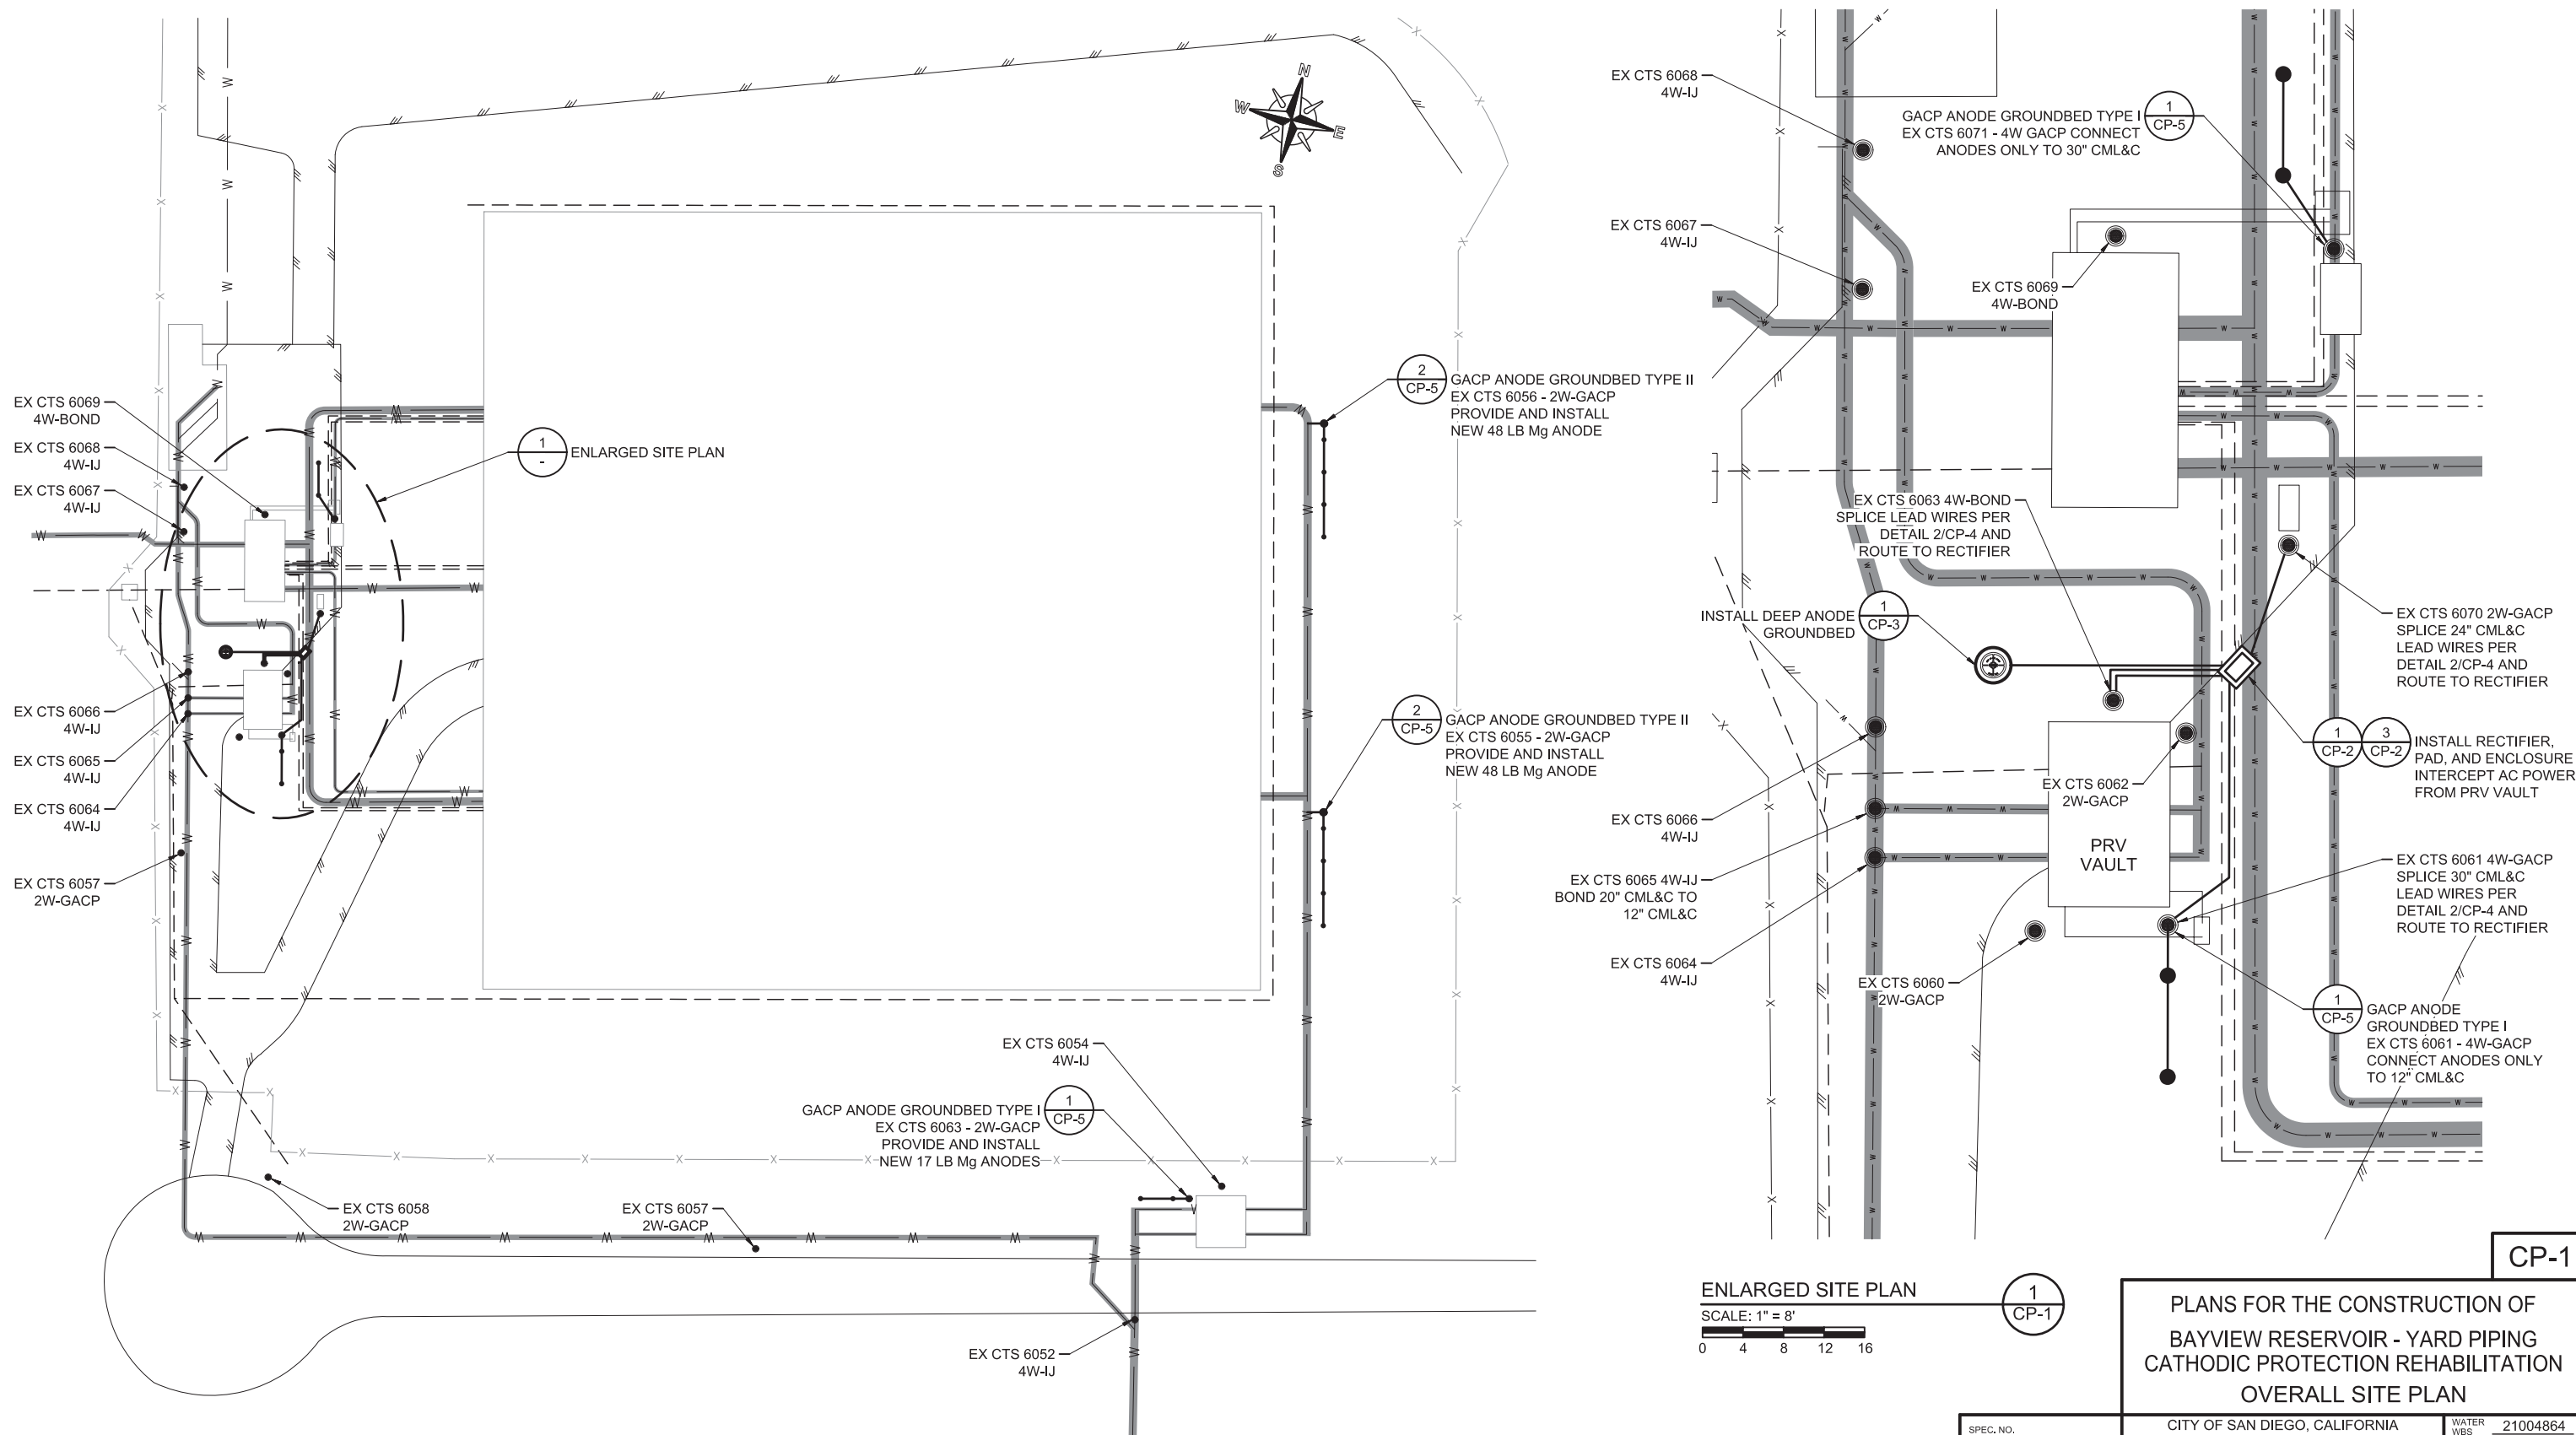 N
W
E
S
EX CTS 6069
4W-BOND
EX CTS 6068
4W-IJ
EX CTS 6067
4W-IJ
EX CTS 6066
4W-IJ
EX CTS 6065
4W-IJ
EX CTS 6064
4W-IJ
EX CTS 6057
2W-GACP
1
-
ENLARGED SITE PLAN
2
CP-5
GACP ANODE GROUNDBED TYPE II
EX CTS 6056 - 2W-GACP
PROVIDE AND INSTALL
NEW 48 LB Mg ANODE
2
CP-5
GACP ANODE GROUNDBED TYPE II
EX CTS 6055 - 2W-GACP
PROVIDE AND INSTALL
NEW 48 LB Mg ANODE
EX CTS 6054
4W-IJ
GACP ANODE GROUNDBED TYPE I
EX CTS 6063 - 2W-GACP
PROVIDE AND INSTALL
NEW 17 LB Mg ANODES
1
CP-5
EX CTS 6058
2W-GACP
EX CTS 6057
2W-GACP
EX CTS 6052
4W-IJ
EX CTS 6068
4W-IJ
GACP ANODE GROUNDBED TYPE I
EX CTS 6071 - 4W GACP CONNECT
ANODES ONLY TO 30" CML&C
1
CP-5
EX CTS 6067
4W-IJ
EX CTS 6069
4W-BOND
EX CTS 6063 4W-BOND
SPLICE LEAD WIRES PER
DETAIL 2/CP-4 AND
ROUTE TO RECTIFIER
INSTALL DEEP ANODE
GROUNDBED
1
CP-3
EX CTS 6070 2W-GACP
SPLICE 24" CML&C
LEAD WIRES PER
DETAIL 2/CP-4 AND
ROUTE TO RECTIFIER
1
CP-2
3
CP-2
INSTALL RECTIFIER,
PAD, AND ENCLOSURE
INTERCEPT AC POWER
FROM PRV VAULT
EX CTS 6062
2W-GACP
PRV
VAULT
EX CTS 6066
4W-IJ
EX CTS 6065 4W-IJ
BOND 20" CML&C TO
12" CML&C
EX CTS 6064
4W-IJ
EX CTS 6061 4W-GACP
SPLICE 30" CML&C
LEAD WIRES PER
DETAIL 2/CP-4 AND
ROUTE TO RECTIFIER
EX CTS 6060
2W-GACP
1
CP-5
GACP ANODE
GROUNDBED TYPE I
EX CTS 6061 - 4W-GACP
CONNECT ANODES ONLY
TO 12" CML&C
ENLARGED SITE PLAN
1
CP-1
SCALE: 1" = 8'
0 4 8 12 16
CP-1
PLANS FOR THE CONSTRUCTION OF
BAYVIEW RESERVOIR - YARD PIPING
CATHODIC PROTECTION REHABILITATION
OVERALL SITE PLAN
SPEC. NO.
CITY OF SAN DIEGO, CALIFORNIA
WATER
WBS
21004864